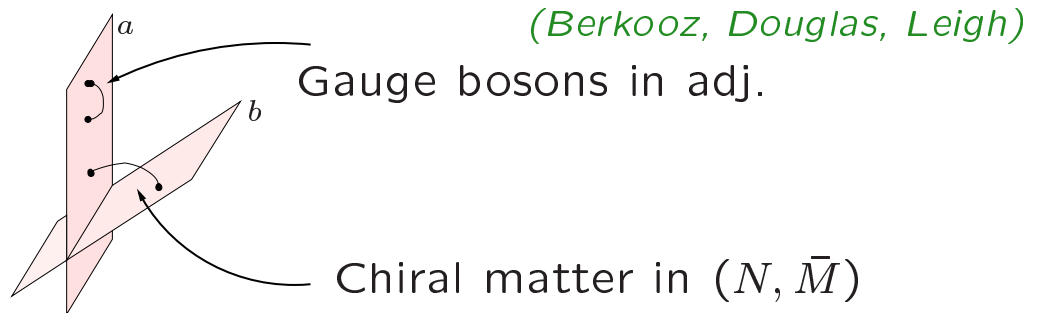 a
(Berkooz, Douglas, Leigh)
Gauge bosons in adj.
b
Chiral matter in (N, M̄)